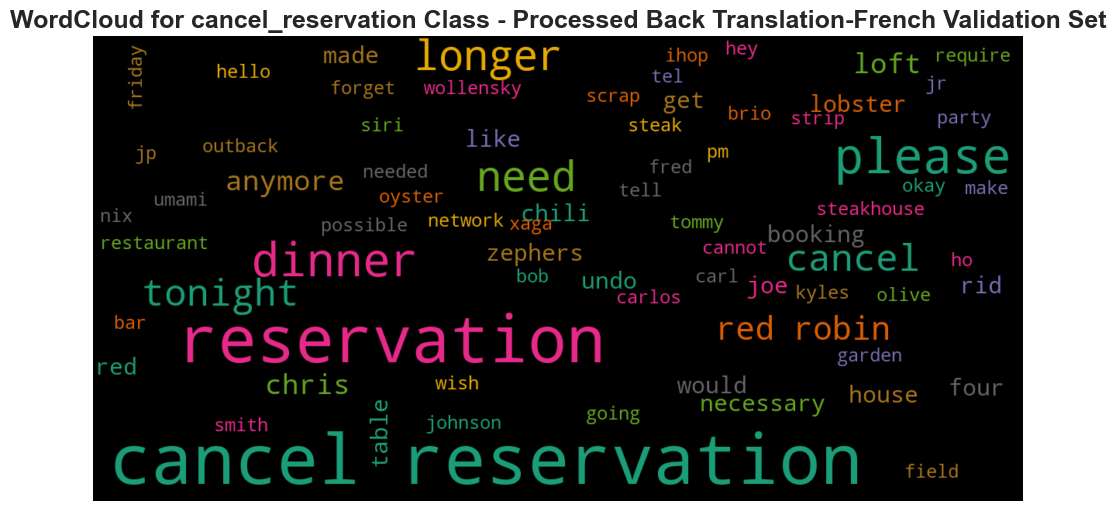 WordCloud for cancel_reservation Class - Processed Back Translation-French Validation Set
friday
hello
made
forget
longer
wollensky
ihop
hey
tel
scrap
get
brio
loft
require
jr
lobster
strip
party
siri
like
steak
please
jp
outback
anymore
needed
need
fred
pm
okay
make
umami
oyster
tell
nix
possible
network
chili
xaga
tommy
steakhouse
restaurant
dinner
zephers
cannot
booking
cancel
ho
tonight
bob
undo
carlos
carl
joe
kyles
olive
rid
bar
reservation
red robin
red
garden
chris
wish
would
necessary
house
four
smith
table
johnson
going
cancel reservation
field